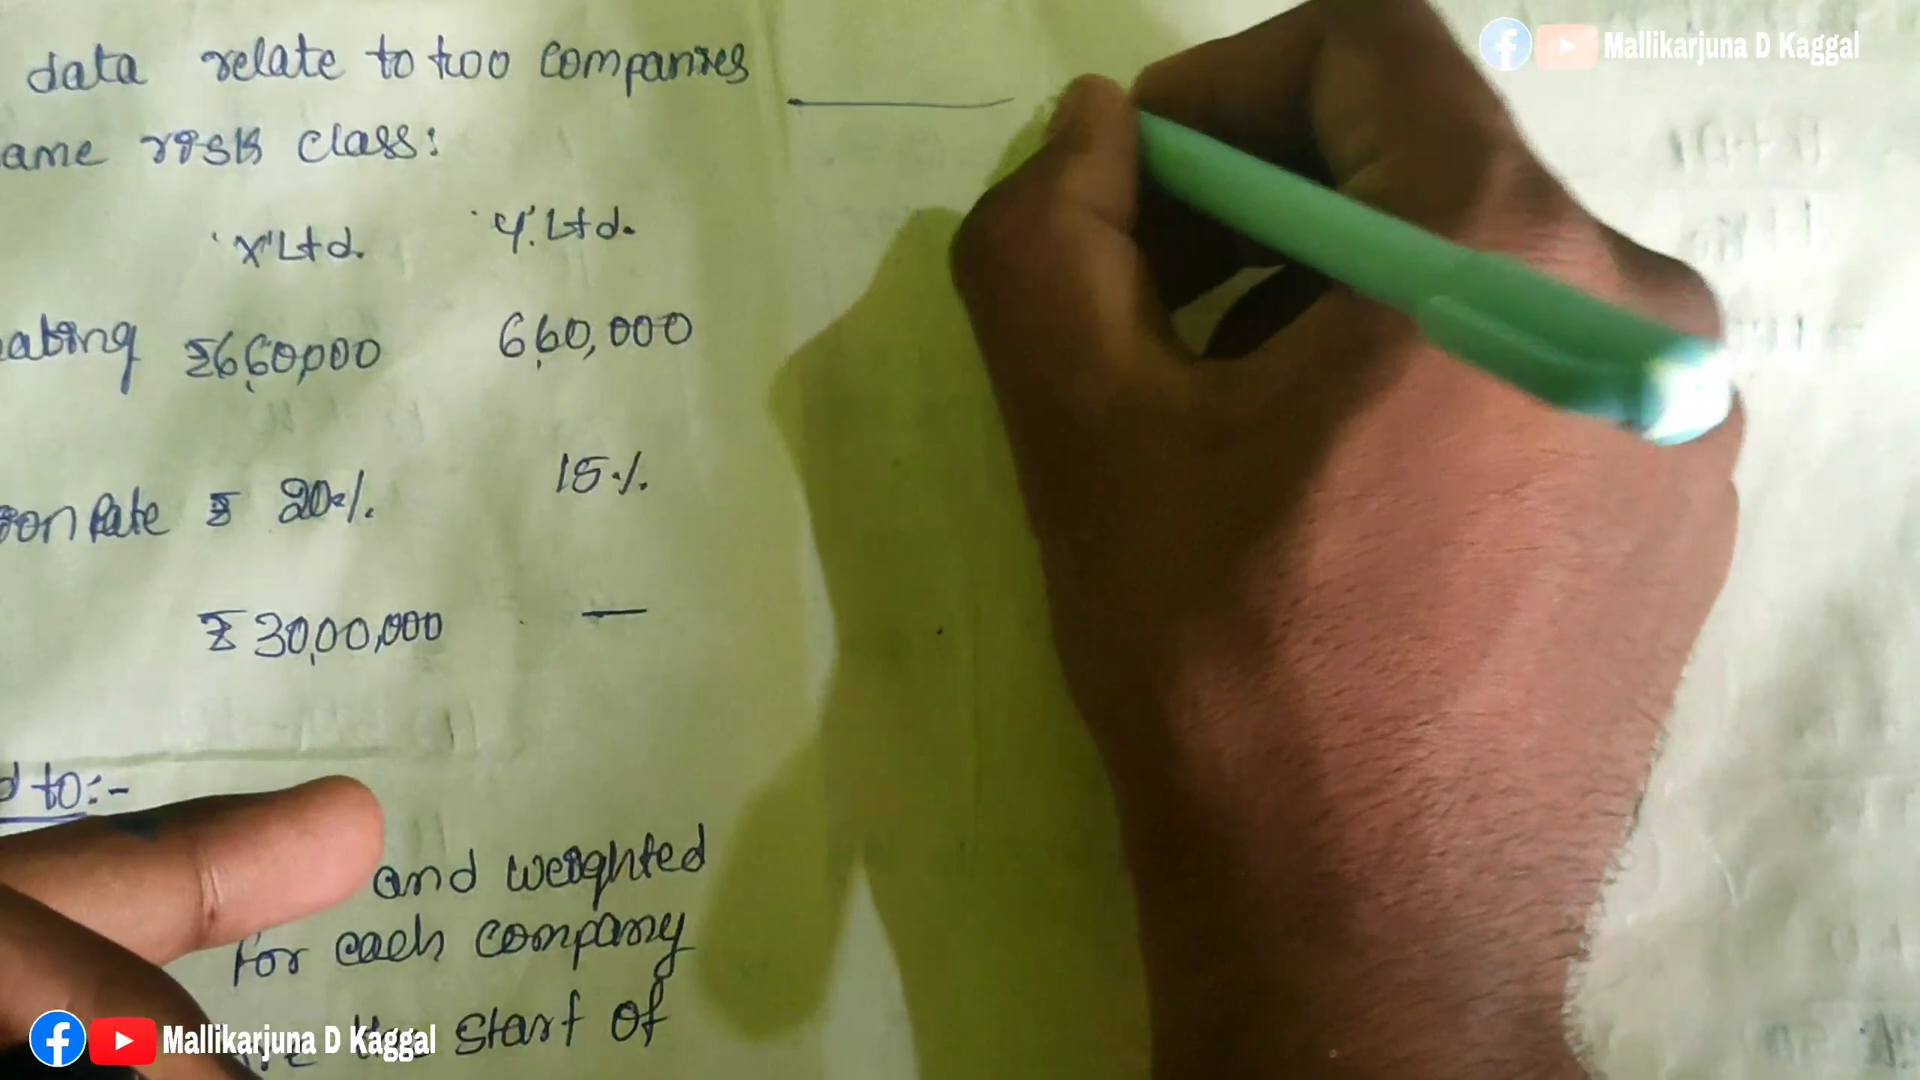 data relate to two companies
ame risk class:
'X' Ltd. 'Y'. Ltd.
ating ₹6,60,000 6,60,000
on Rate ₹ 20% 15%
₹ 30,00,000 —
d to:-
and weighted
for each company
the start of
Mallikarjuna D Kaggal
Mallikarjuna D Kaggal